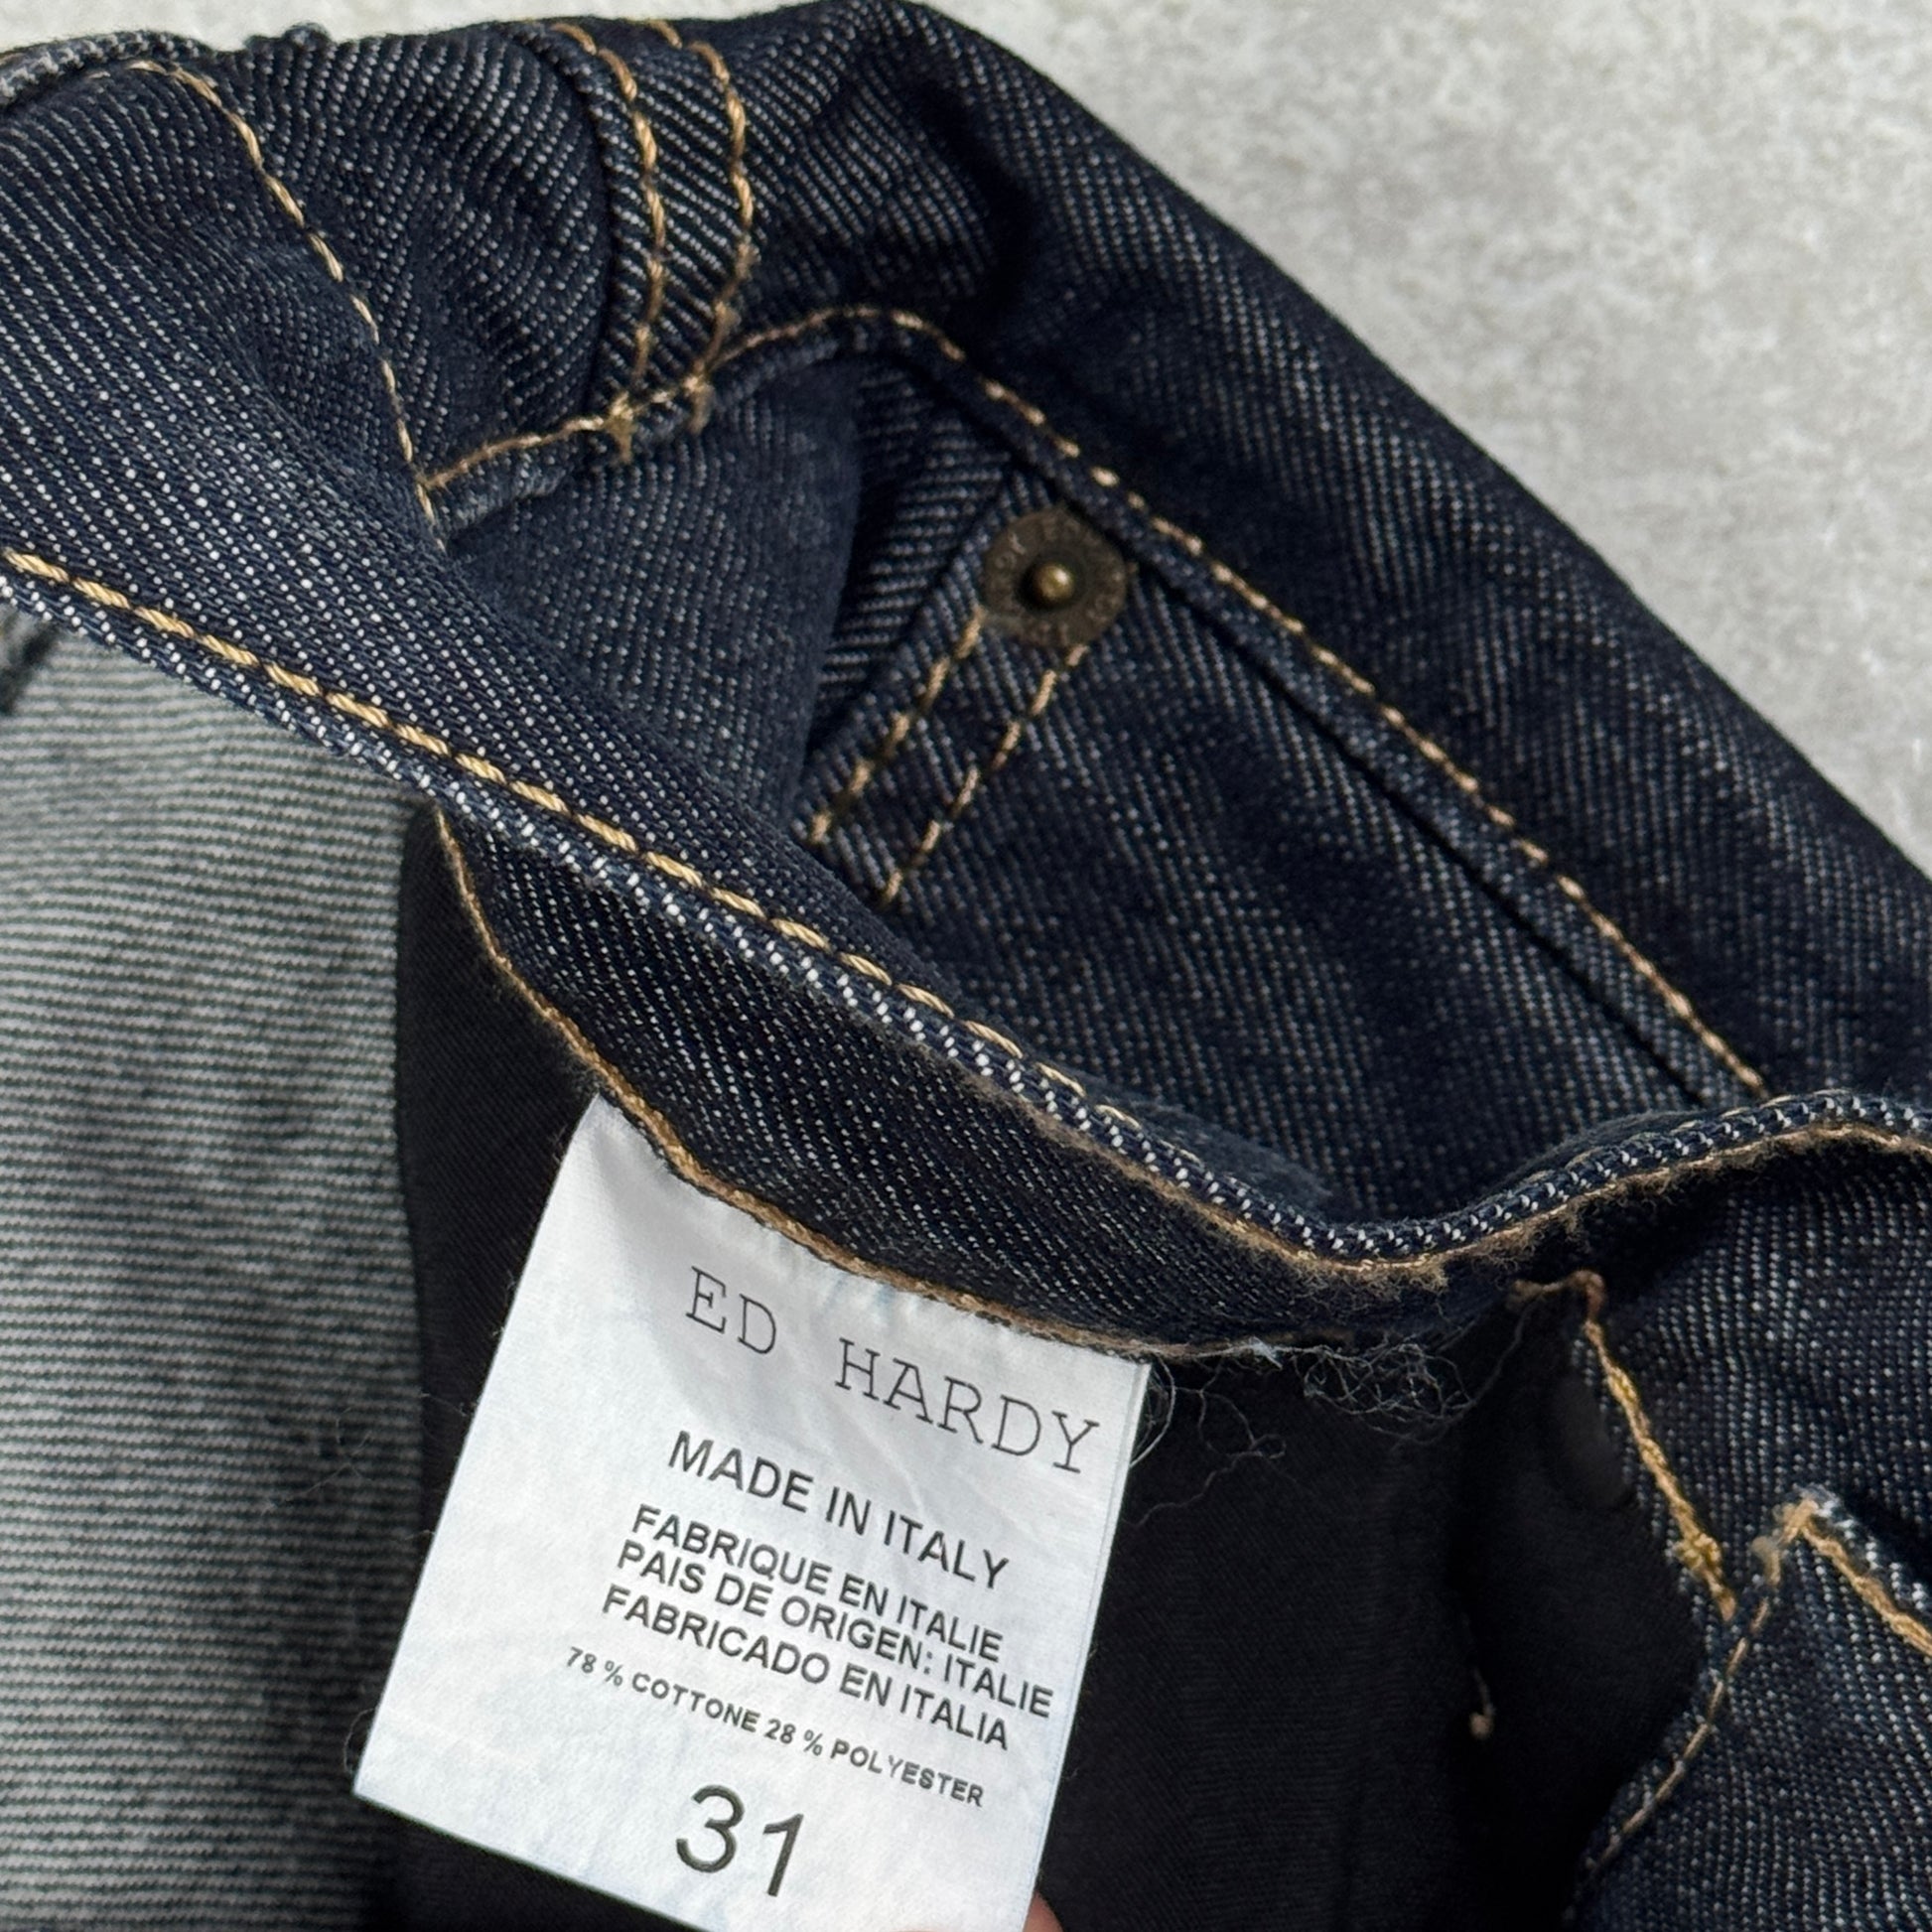 ED HARDY
MADE IN ITALY
FABRIQUE EN ITALIE
PAIS DE ORIGEN: ITALIE
FABRICADO EN ITALIA
78 % COTTONE 28 % POLYESTER
31